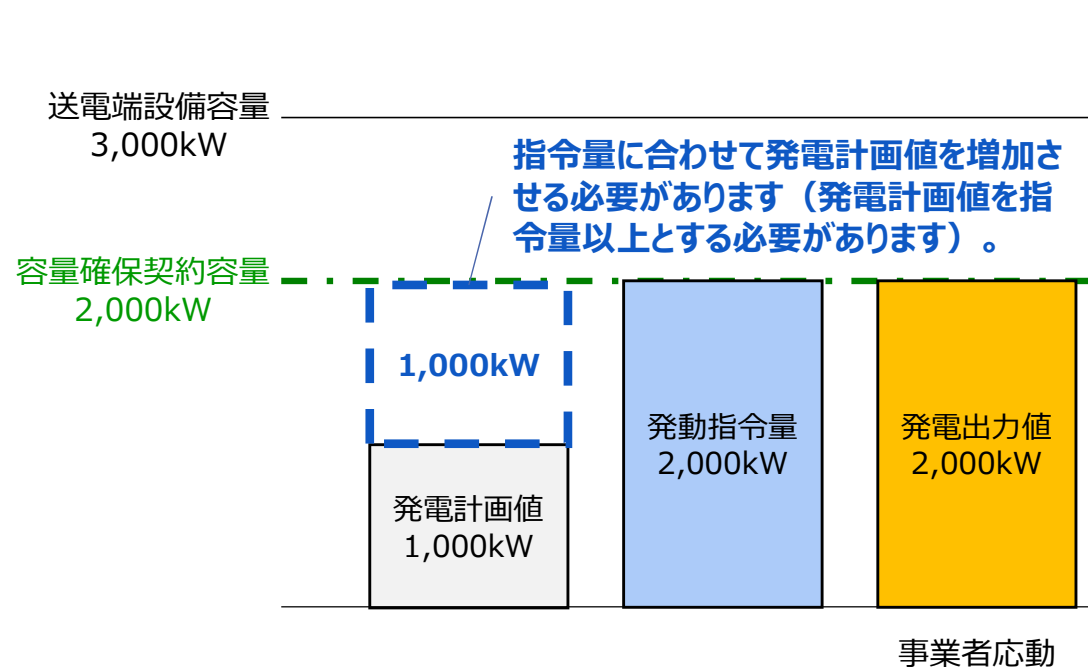 送電端設備容量
3,000kW
指令量に合わせて発電計画値を増加さ
せる必要があります（発電計画値を指
令量以上とする必要があります）。
容量確保契約容量
2,000kW
1,000kW
発電計画値
1,000kW
発動指令量
2,000kW
発電出力値
2,000kW
事業者応動